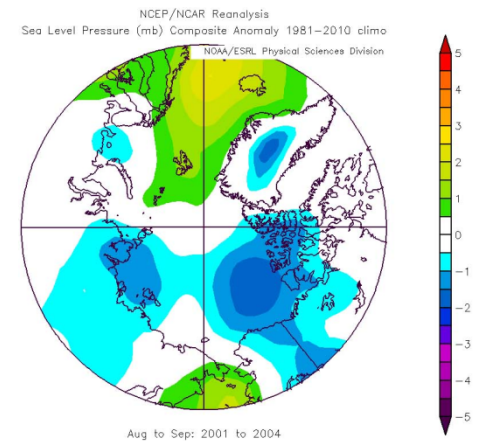 NCEP/NCAR Reanalysis
Sea Level Pressure (mb) Composite Anomaly 1981-2010 climo
NOAA/ESRL Physical Sciences Division
5
4
3
2
1
0
-1
-2
-3
-4
-5
Aug to Sep: 2001 to 2004